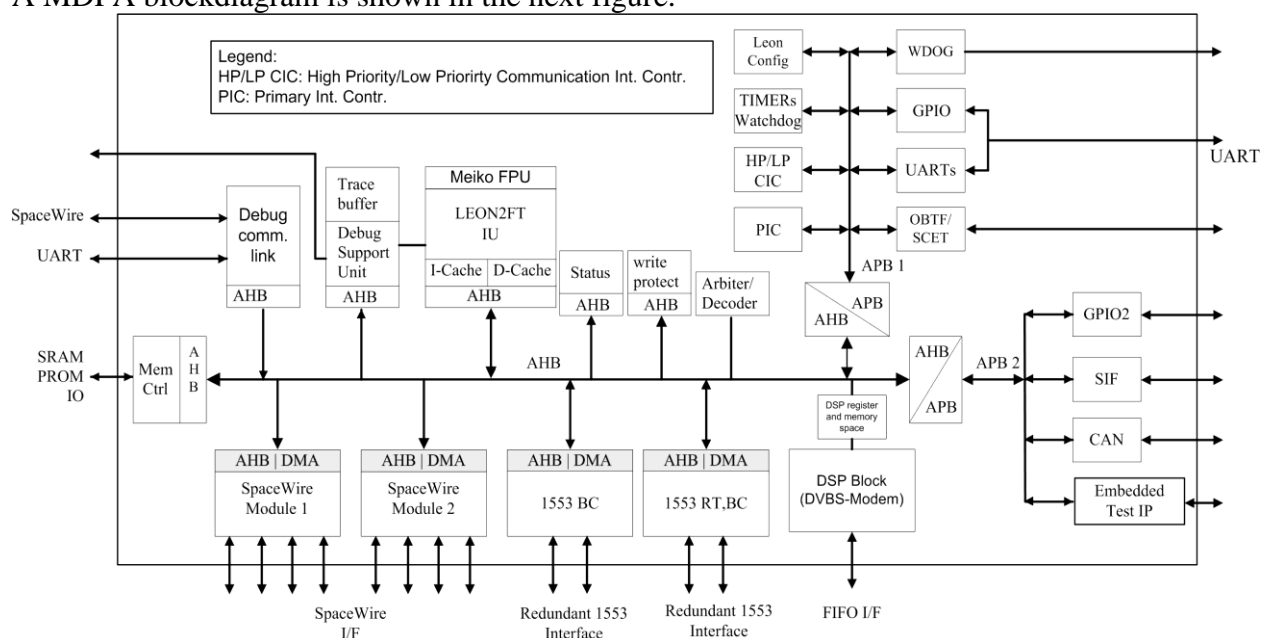 A MDPA blockdiagram is shown in the next figure.
Legend:
HP/LP CIC: High Priority/Low Priorirty Communication Int. Contr.
PIC: Primary Int. Contr.
Leon
Config
WDOG
TIMERs
Watchdog
GPIO
HP/LP
CIC
UARTs
UART
PIC
OBTF/
SCET
APB 1
SpaceWire
UART
Debug
comm.
link
AHB
Trace
buffer
Debug
Support
Unit
AHB
Meiko FPU
LEON2FT
IU
I-Cache
D-Cache
AHB
Status
AHB
write
protect
AHB
Arbiter/
Decoder
APB
AHB
SRAM
PROM
IO
Mem
Ctrl
A
H
B
AHB
AHB
APB
APB 2
GPIO2
SIF
CAN
Embedded
Test IP
DSP register
and memory
space
AHB | DMA
SpaceWire
Module 1
AHB | DMA
SpaceWire
Module 2
AHB | DMA
1553 BC
AHB | DMA
1553 RT,BC
DSP Block
(DVBS-Modem)
SpaceWire
I/F
Redundant 1553
Interface
Redundant 1553
Interface
FIFO I/F